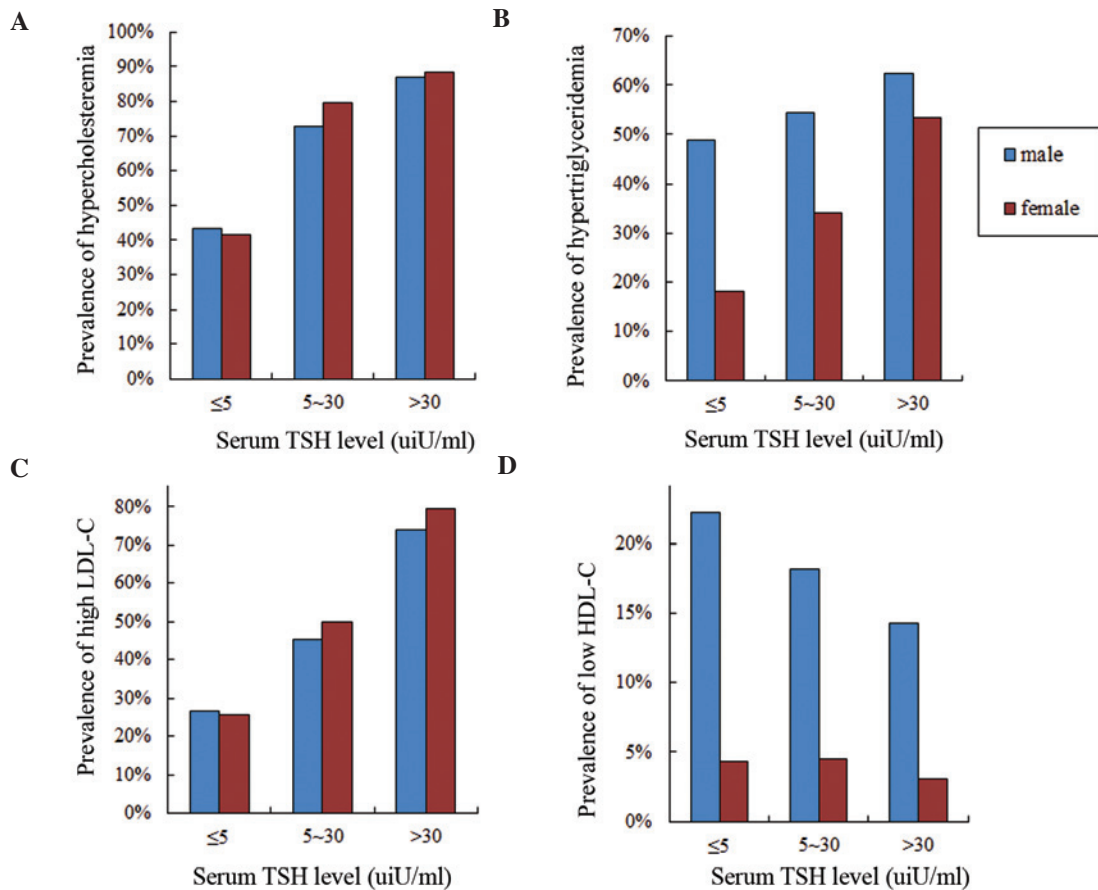 A
Prevalence of hypercholesteremia
100%
90%
80%
70%
60%
50%
40%
30%
20%
10%
0%
≤5 5~30 >30
Serum TSH level (uiU/ml)
B
Prevalence of hypertriglyceridemia
70%
60%
50%
40%
30%
20%
10%
0%
≤5 5~30 >30
Serum TSH level (uiU/ml)
male
female
C
Prevalence of high LDL-C
80%
70%
60%
50%
40%
30%
20%
10%
0%
≤5 5~30 >30
Serum TSH level (uiU/ml)
D
Prevalence of low HDL-C
20%
15%
10%
5%
0%
≤5 5~30 >30
Serum TSH level (uiU/ml)